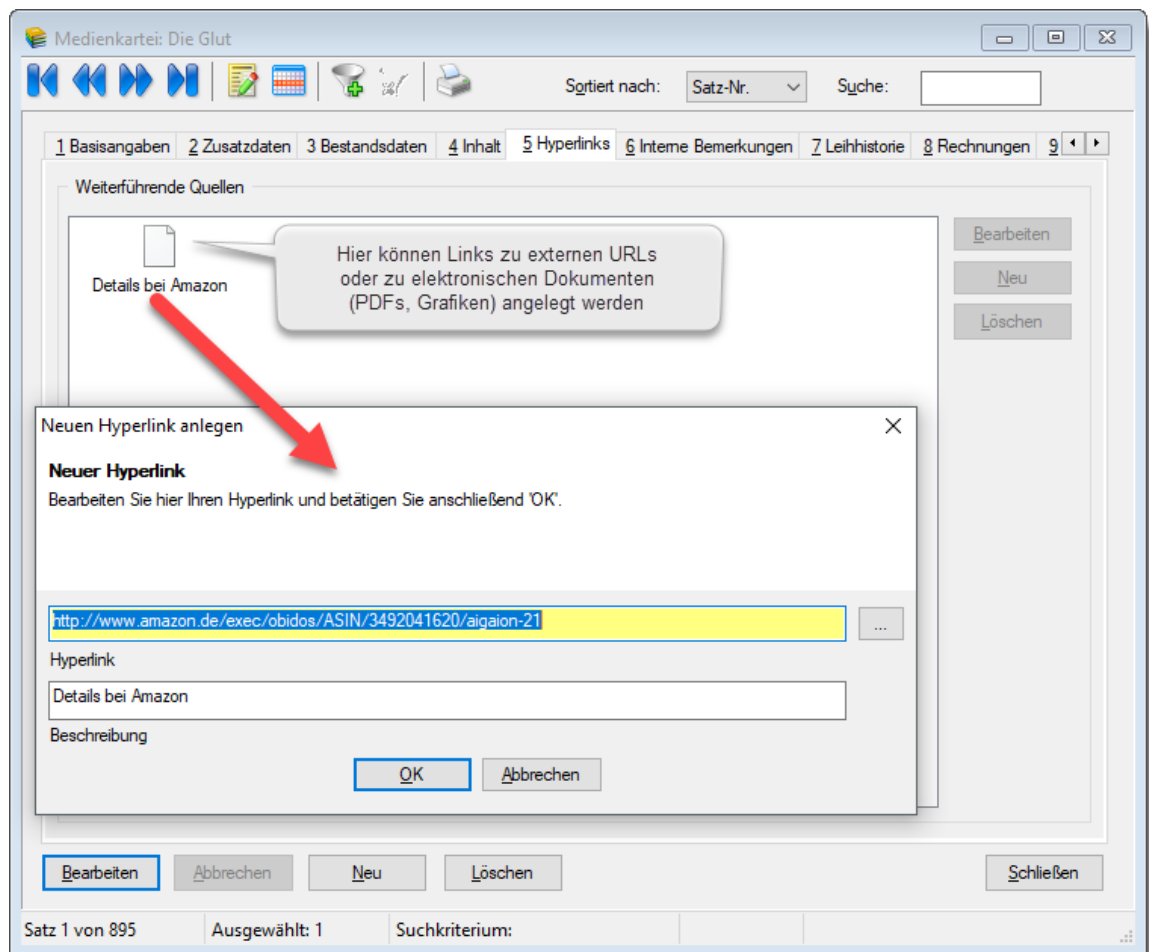 Medienkartei: Die Glut
Sortiert nach: Satz-Nr. Suche:
1 Basisangaben 2 Zusatzdaten 3 Bestandsdaten 4 Inhalt 5 Hyperlinks 6 Interne Bemerkungen 7 Leihhistorie 8 Rechnungen 9
Weiterführende Quellen
Details bei Amazon
Hier können Links zu externen URLs
oder zu elektronischen Dokumenten
(PDFs, Grafiken) angelegt werden
Bearbeiten
Neu
Löschen
Neuen Hyperlink anlegen
Neuer Hyperlink
Bearbeiten Sie hier Ihren Hyperlink und betätigen Sie anschließend 'OK'.
http://www.amazon.de/exec/obidos/ASIN/3492041620/aigaion-21
...
Hyperlink
Details bei Amazon
Beschreibung
OK Abbrechen
Bearbeiten Abbrechen Neu Löschen Schließen
Satz 1 von 895 Ausgewählt: 1 Suchkriterium: